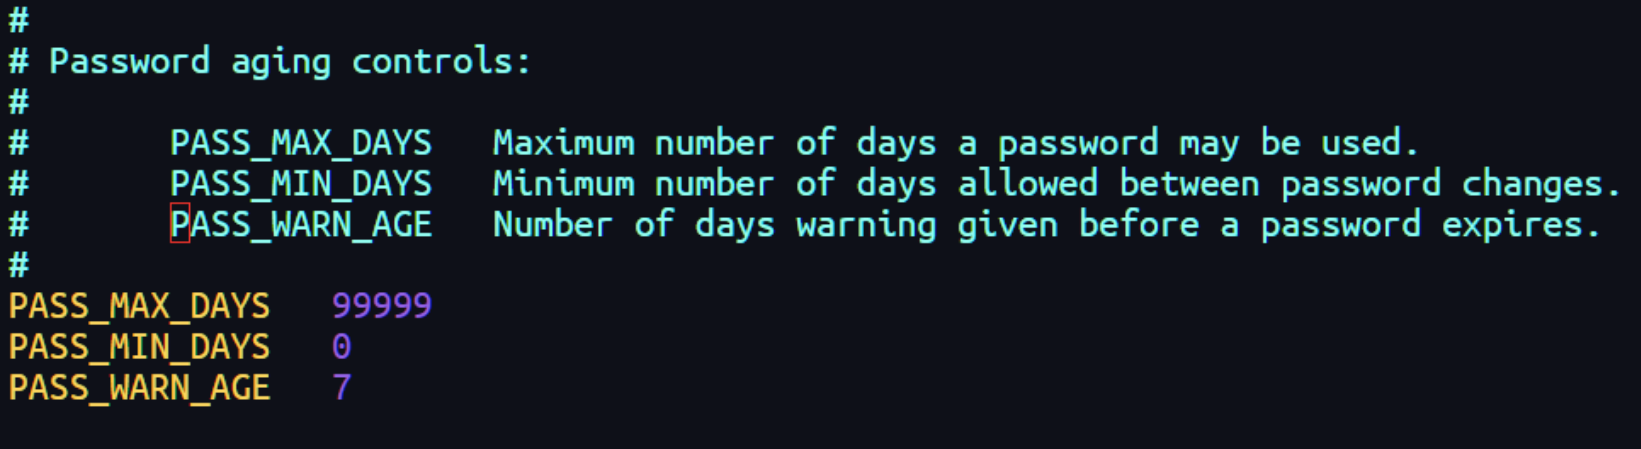 #
# Password aging controls:
#
#       PASS_MAX_DAYS   Maximum number of days a password may be used.
#       PASS_MIN_DAYS   Minimum number of days allowed between password changes.
#       PASS_WARN_AGE   Number of days warning given before a password expires.
#
PASS_MAX_DAYS   99999
PASS_MIN_DAYS   0
PASS_WARN_AGE   7